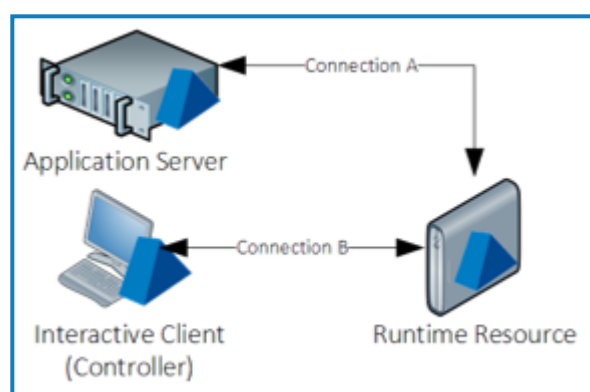 Connection A
Application Server
Connection B
Interactive Client
(Controller)
Runtime Resource